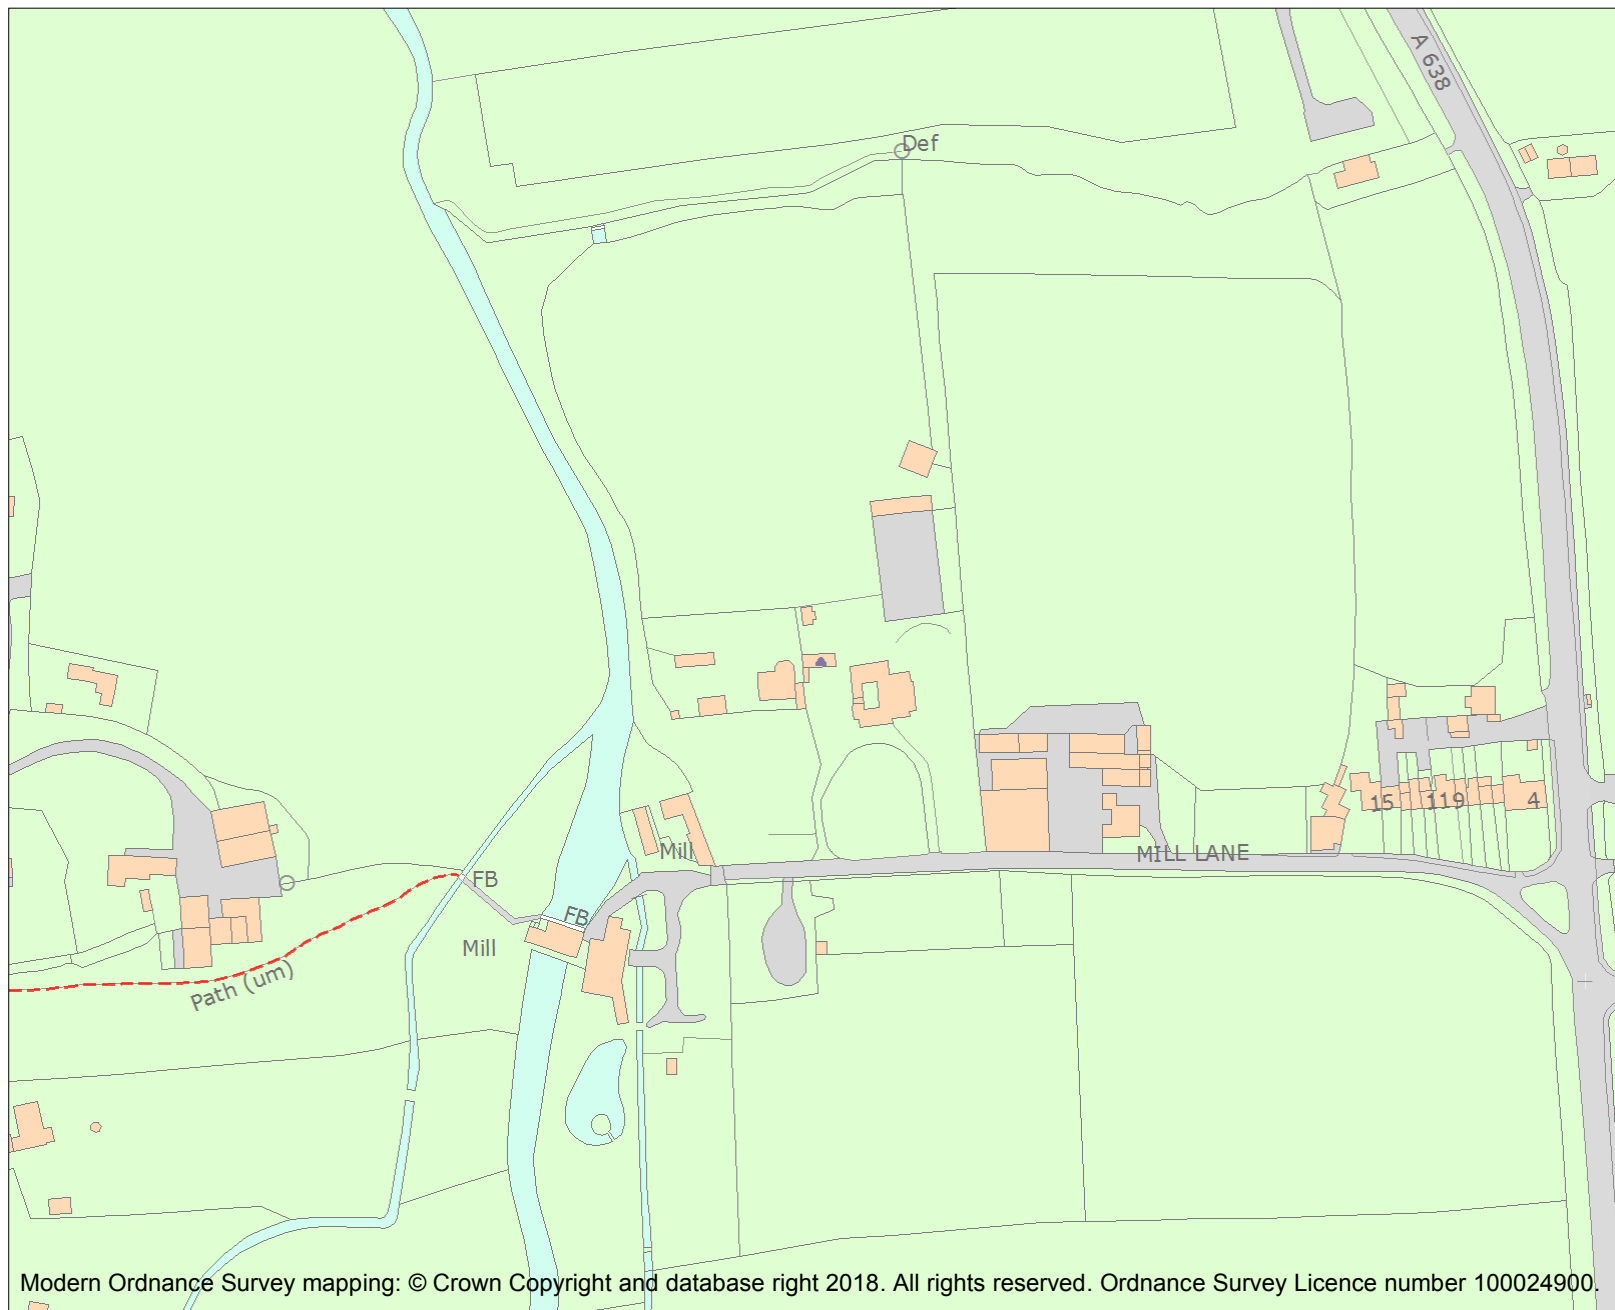 A 638
Def
15
119
4
Mill
MILL LANE
FB
FB
Mill
Path (um)
Modern Ordnance Survey mapping: © Crown Copyright and database right 2018. All rights reserved. Ordnance Survey Licence number 100024900.